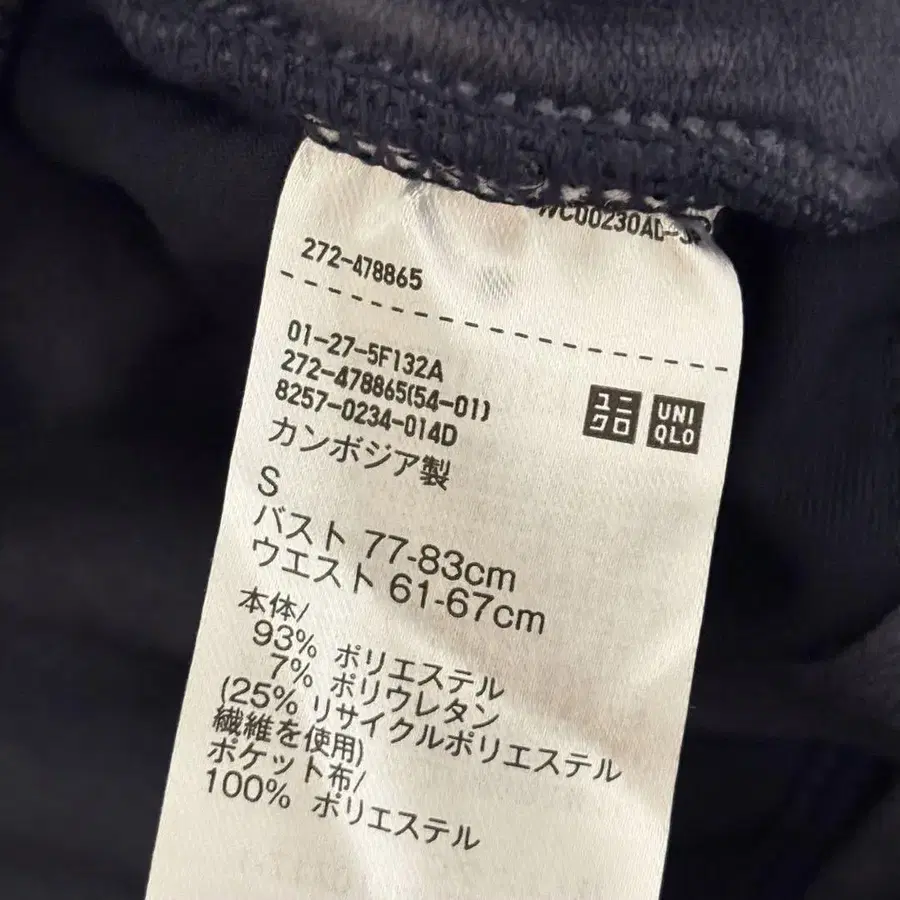 272-478865
01-27-5F132A
272-478865(54-01)
8257-0234-014D
ユニ
クロ
UNI
QLO
カンボジア製
S
バスト 77-83cm
ウエスト 61-67cm
本体/
93% ポリエステル
7% ポリウレタン
(25% リサイクルポリエステル
繊維を使用)
ポケット布/
100% ポリエステル